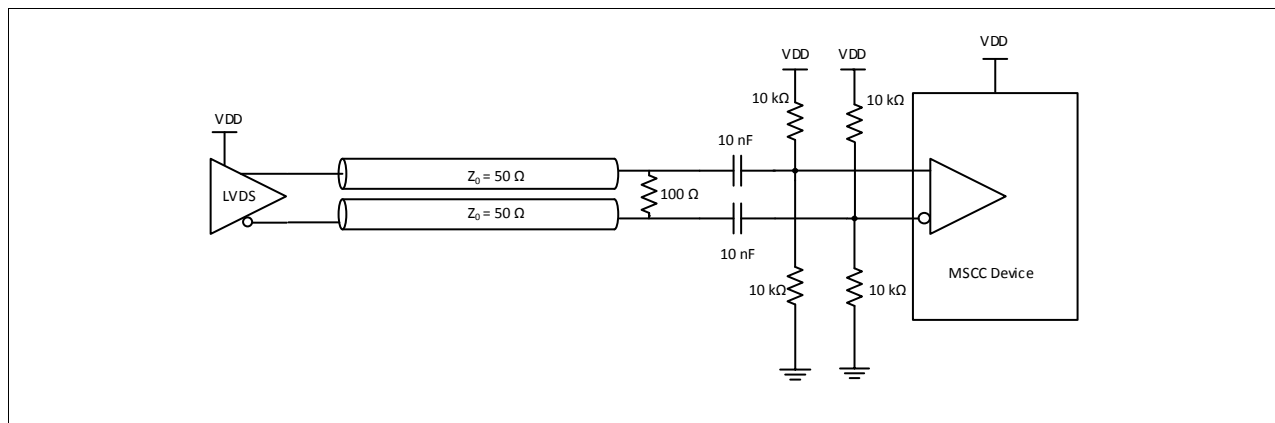 VDD
VDD
VDD
10 kΩ
10 kΩ
VDD
10 nF
LVDS
Z₀ = 50 Ω
100 Ω
Z₀ = 50 Ω
10 nF
MSCC Device
10 kΩ
10 kΩ